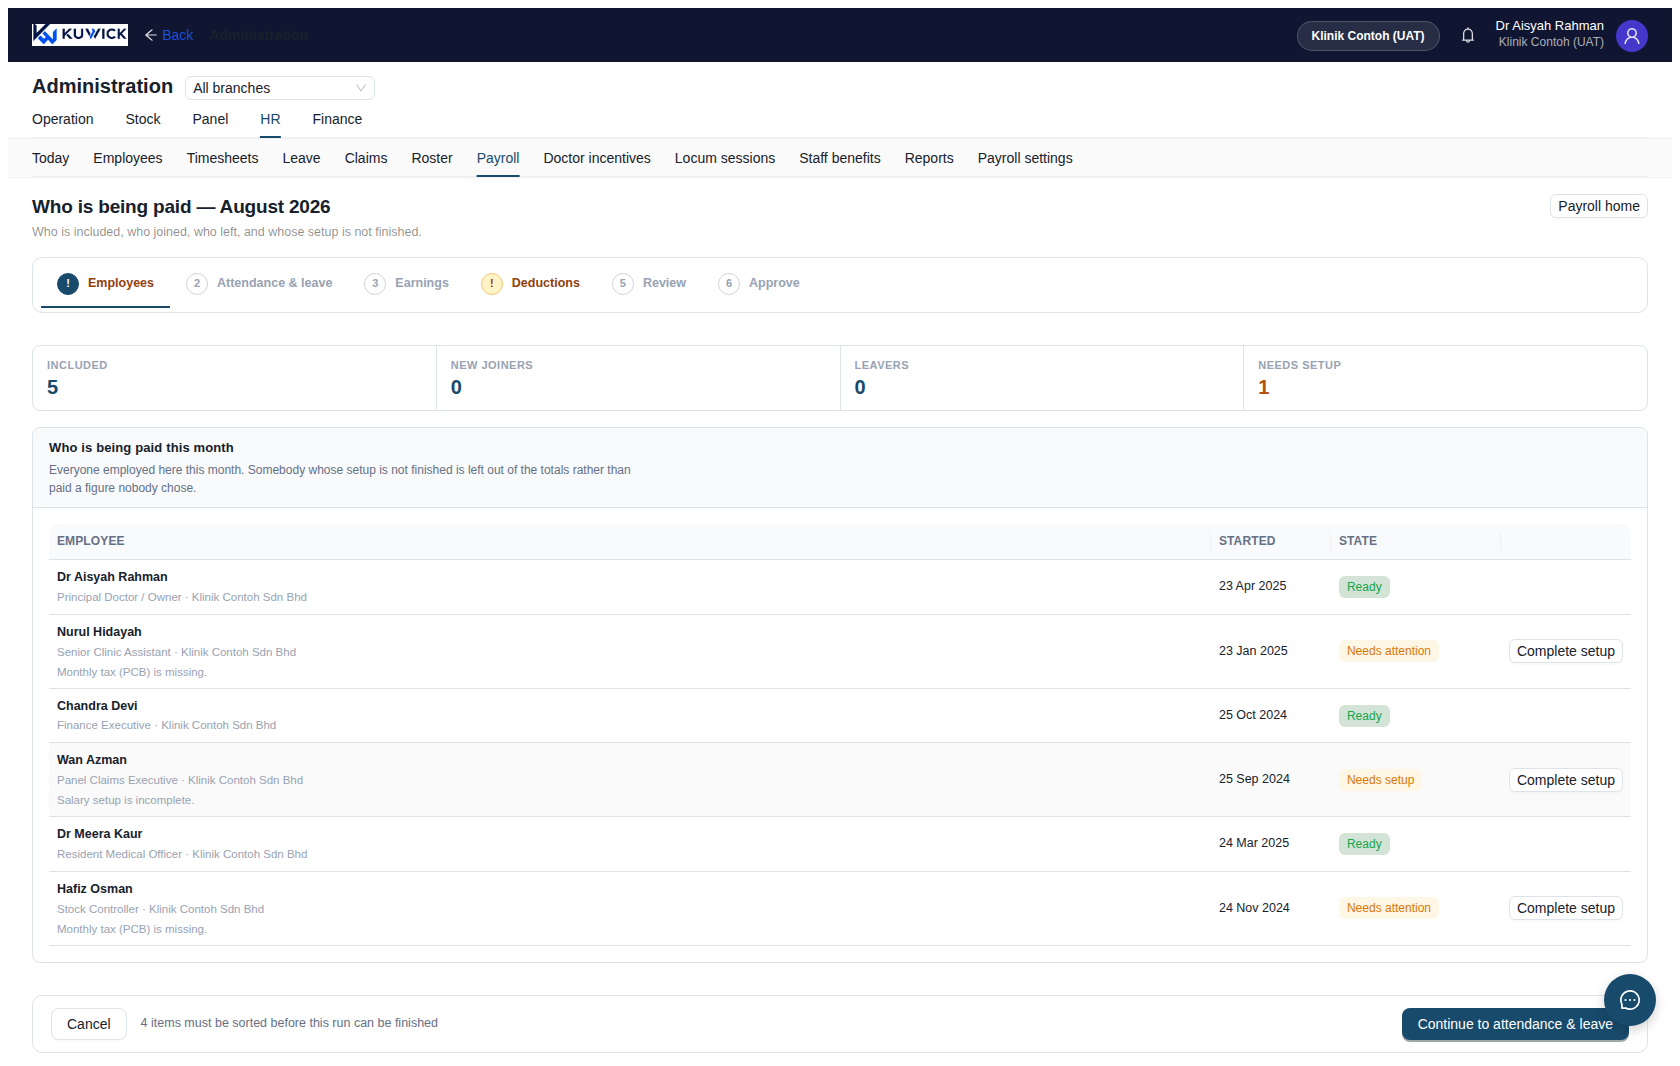 KUWICK
Back Administration
Klinik Contoh (UAT)
Dr Aisyah Rahman
Klinik Contoh (UAT)
Administration
All branches
Operation Stock Panel HR Finance
Today Employees Timesheets Leave Claims Roster Payroll Doctor incentives Locum sessions Staff benefits Reports Payroll settings
Who is being paid — August 2026
Payroll home
Who is included, who joined, who left, and whose setup is not finished.
! Employees 2 Attendance & leave 3 Earnings ! Deductions 5 Review 6 Approve
INCLUDED NEW JOINERS LEAVERS NEEDS SETUP
5 0 0 1
Who is being paid this month
Everyone employed here this month. Somebody whose setup is not finished is left out of the totals rather than
paid a figure nobody chose.
EMPLOYEE STARTED STATE
Dr Aisyah Rahman
Principal Doctor / Owner · Klinik Contoh Sdn Bhd
23 Apr 2025 Ready
Nurul Hidayah
Senior Clinic Assistant · Klinik Contoh Sdn Bhd
Monthly tax (PCB) is missing.
23 Jan 2025 Needs attention Complete setup
Chandra Devi
Finance Executive · Klinik Contoh Sdn Bhd
25 Oct 2024 Ready
Wan Azman
Panel Claims Executive · Klinik Contoh Sdn Bhd
Salary setup is incomplete.
25 Sep 2024 Needs setup Complete setup
Dr Meera Kaur
Resident Medical Officer · Klinik Contoh Sdn Bhd
24 Mar 2025 Ready
Hafiz Osman
Stock Controller · Klinik Contoh Sdn Bhd
Monthly tax (PCB) is missing.
24 Nov 2024 Needs attention Complete setup
Cancel 4 items must be sorted before this run can be finished Continue to attendance & leave